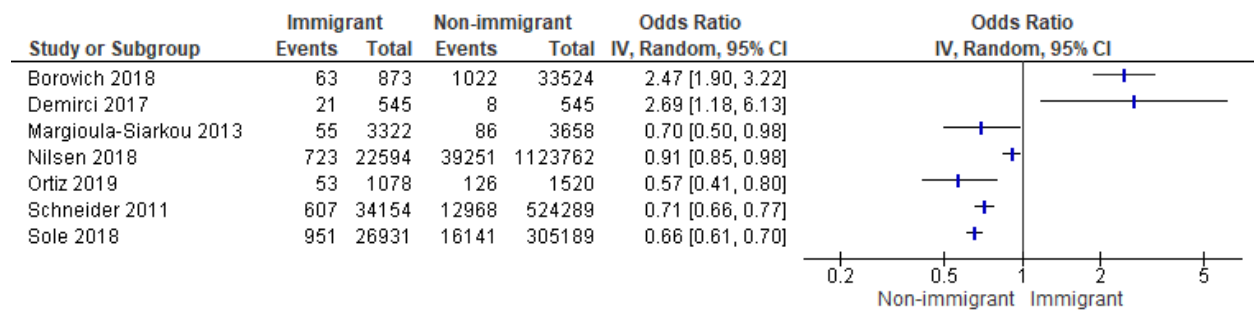 Immigrant Non-immigrant Odds Ratio Odds Ratio
Study or Subgroup Events Total Events Total IV, Random, 95% CI IV, Random, 95% CI
Borovich 2018 63 873 1022 33524 2.47 [1.90, 3.22]
Demirci 2017 21 545 8 545 2.69 [1.18, 6.13]
Margioula-Siarkou 2013 55 3322 86 3658 0.70 [0.50, 0.98]
Nilsen 2018 723 22594 39251 1123762 0.91 [0.85, 0.98]
Ortiz 2019 53 1078 126 1520 0.57 [0.41, 0.80]
Schneider 2011 607 34154 12968 524289 0.71 [0.66, 0.77]
Sole 2018 951 26931 16141 305189 0.66 [0.61, 0.70]
0.2 0.5 1 2 5
Non-immigrant Immigrant